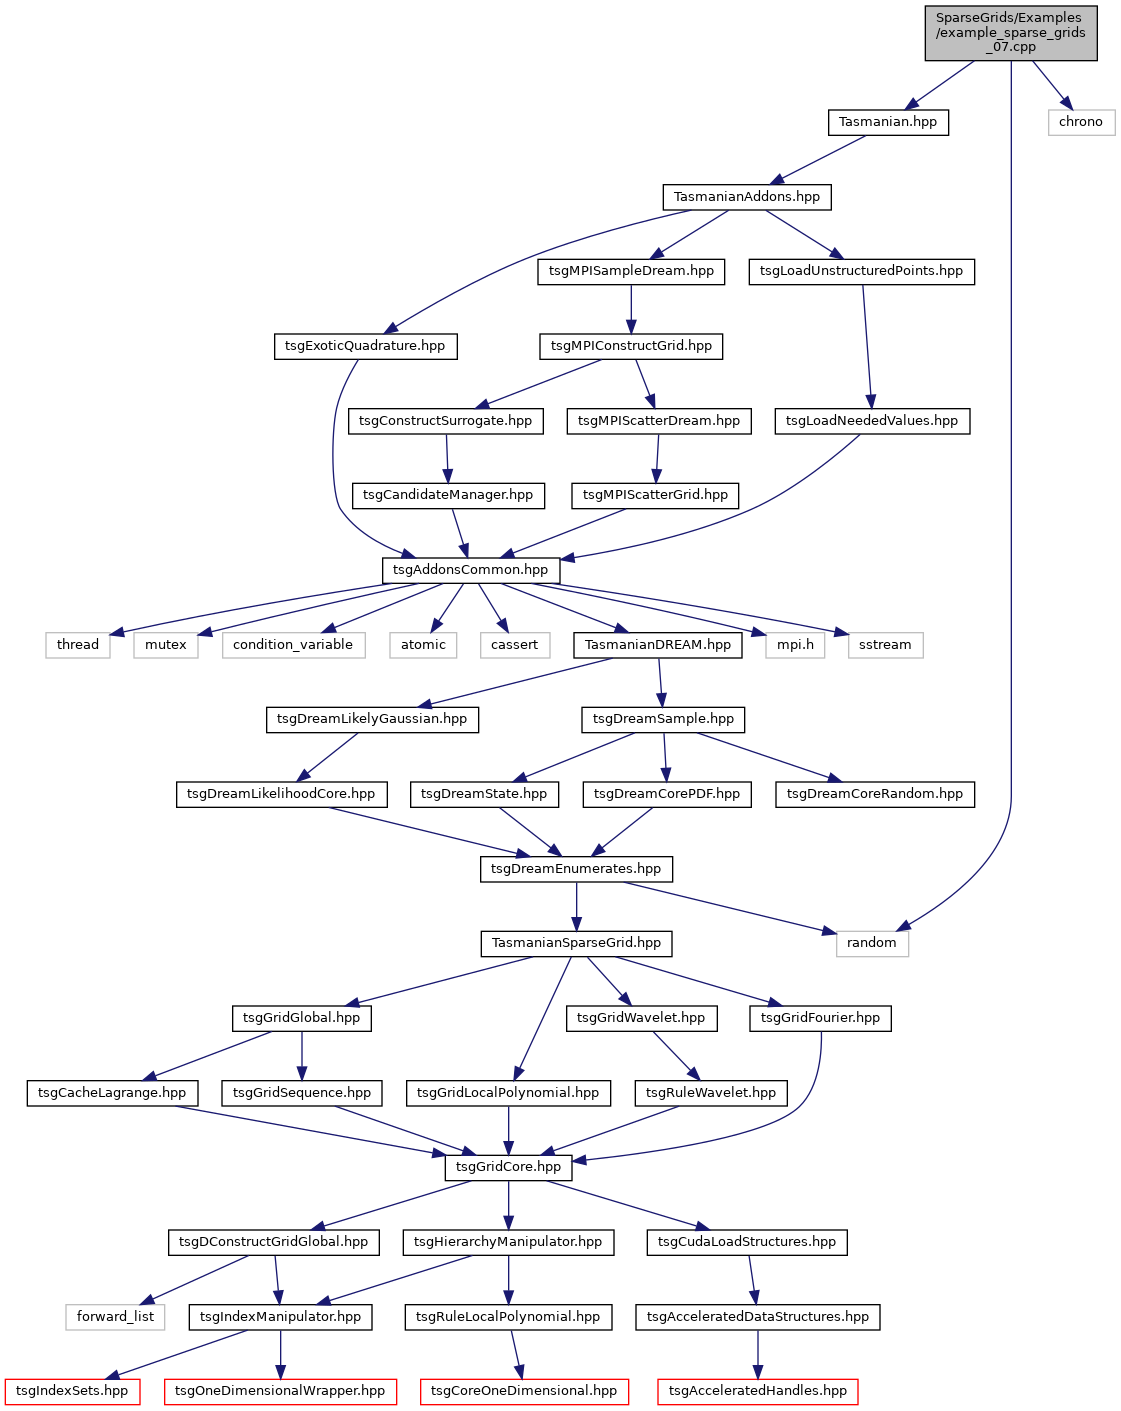 SparseGrids/Examples
/example_sparse_grids
_07.cpp
Tasmanian.hpp
chrono
TasmanianAddons.hpp
tsgMPISampleDream.hpp
tsgLoadUnstructuredPoints.hpp
tsgExoticQuadrature.hpp
tsgMPIConstructGrid.hpp
tsgConstructSurrogate.hpp
tsgMPIScatterDream.hpp
tsgLoadNeededValues.hpp
tsgCandidateManager.hpp
tsgMPIScatterGrid.hpp
tsgAddonsCommon.hpp
thread
mutex
condition_variable
atomic
cassert
TasmanianDREAM.hpp
mpi.h
sstream
tsgDreamLikelyGaussian.hpp
tsgDreamSample.hpp
tsgDreamLikelihoodCore.hpp
tsgDreamState.hpp
tsgDreamCorePDF.hpp
tsgDreamCoreRandom.hpp
tsgDreamEnumerates.hpp
TasmanianSparseGrid.hpp
random
tsgGridGlobal.hpp
tsgGridWavelet.hpp
tsgGridFourier.hpp
tsgCacheLagrange.hpp
tsgGridSequence.hpp
tsgGridLocalPolynomial.hpp
tsgRuleWavelet.hpp
tsgGridCore.hpp
tsgDConstructGridGlobal.hpp
tsgHierarchyManipulator.hpp
tsgCudaLoadStructures.hpp
forward_list
tsgIndexManipulator.hpp
tsgRuleLocalPolynomial.hpp
tsgAcceleratedDataStructures.hpp
tsgIndexSets.hpp
tsgOneDimensionalWrapper.hpp
tsgCoreOneDimensional.hpp
tsgAcceleratedHandles.hpp